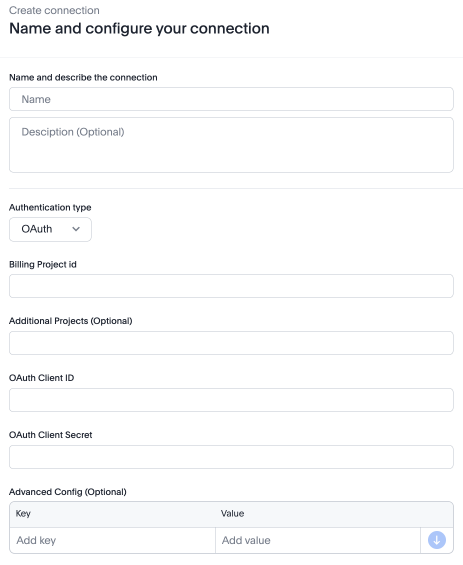 Create connection
Name and configure your connection
Name and describe the connection
Name
Desciption (Optional)
Authentication type
OAuth
Billing Project id
Additional Projects (Optional)
OAuth Client ID
OAuth Client Secret
Advanced Config (Optional)
Key Value
Add key Add value